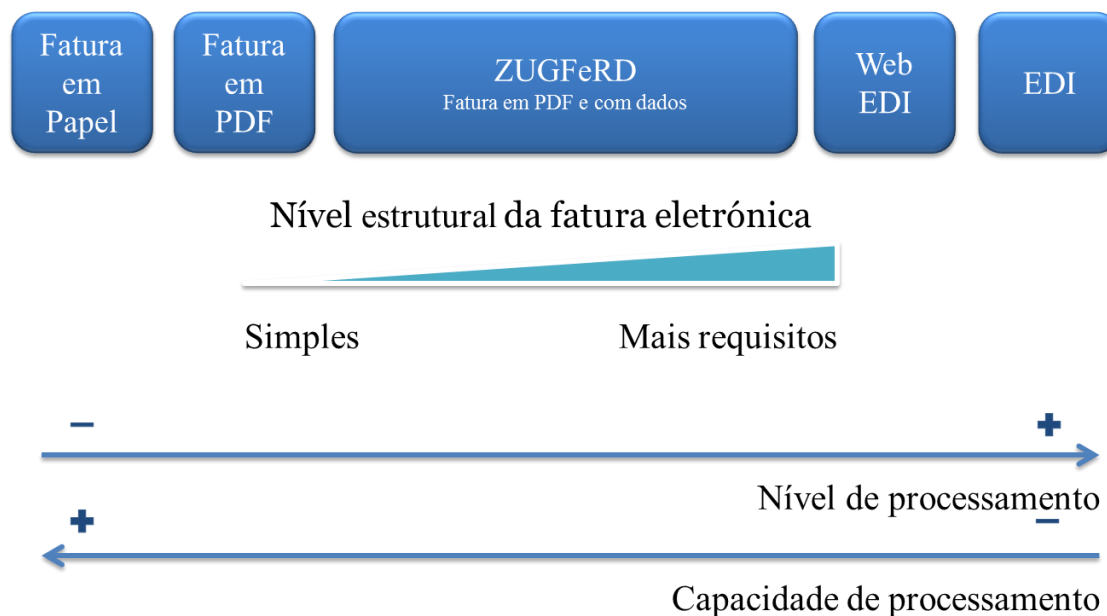 Fatura
em
Papel
Fatura
em
PDF
ZUGFeRD
Fatura em PDF e com dados
Web
EDI
EDI
Nível estrutural da fatura eletrónica
Simples
Mais requisitos
Nível de processamento
Capacidade de processamento